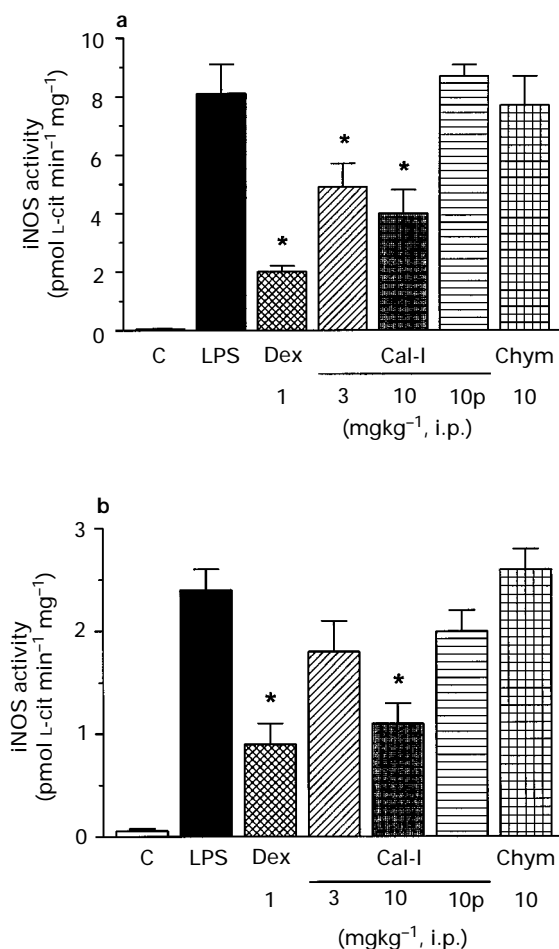 a
iNOS activity
(pmol L-cit min⁻¹ mg⁻¹)
10
8
6
4
2
0
*
*
*
C LPS Dex Cal-I Chym
1 3 10 10p 10
(mgkg⁻¹, i.p.)
b
iNOS activity
(pmol L-cit min⁻¹ mg⁻¹)
3
2
1
0
*
*
C LPS Dex Cal-I Chym
1 3 10 10p 10
(mgkg⁻¹, i.p.)